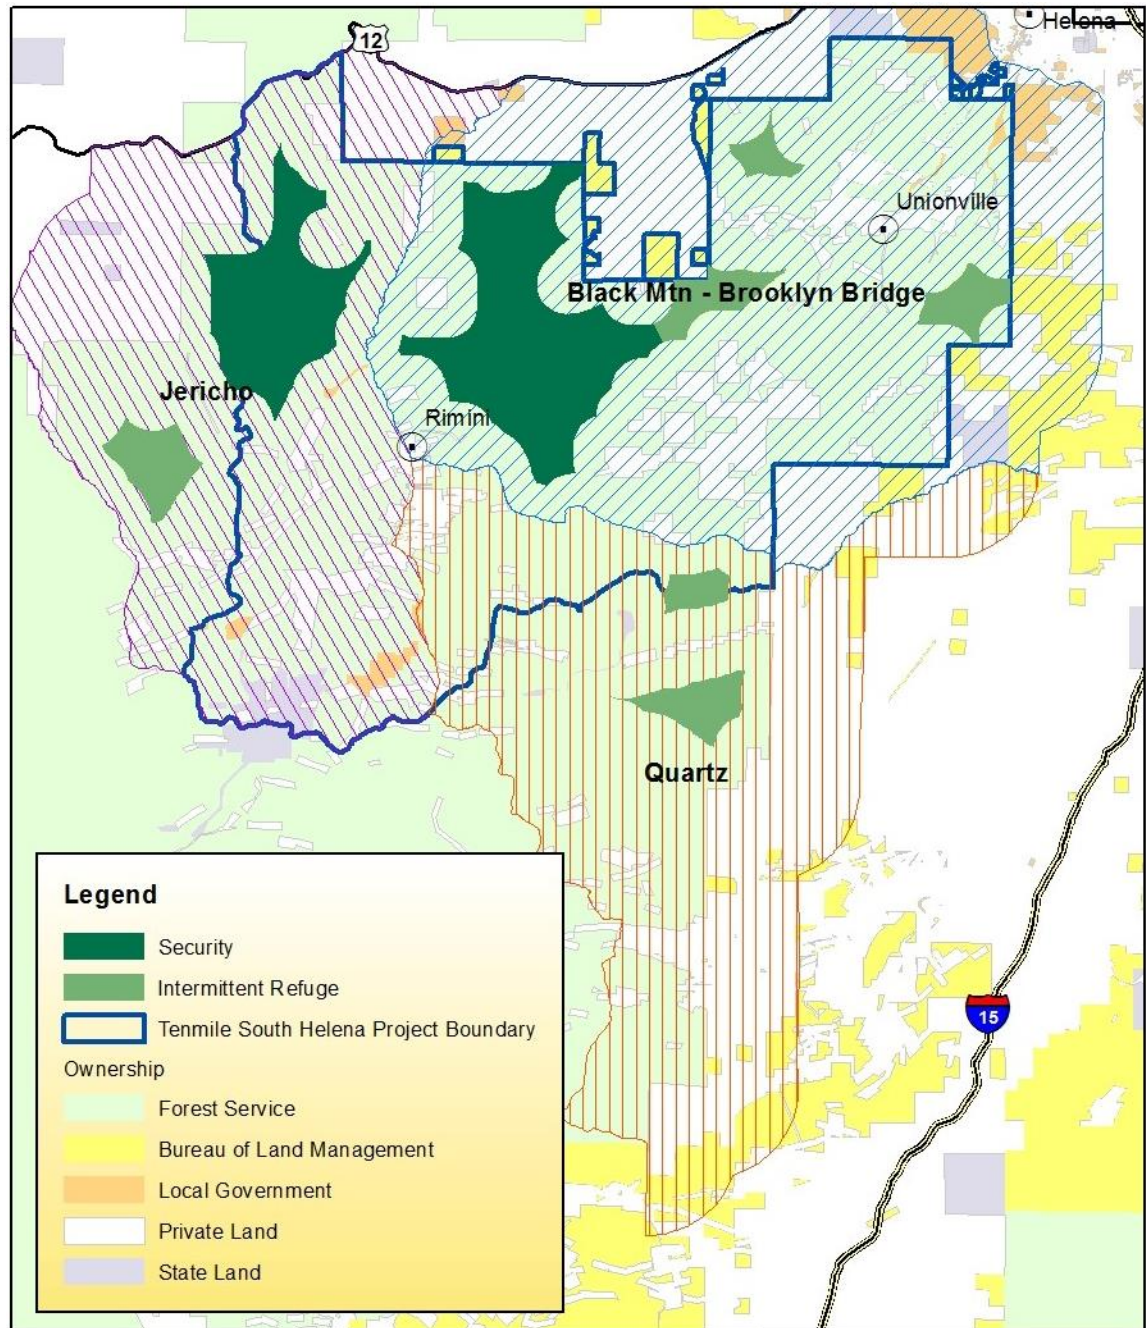 12
Helena
Unionville
Black Mtn - Brooklyn Bridge
Jericho
Rimini
Quartz
15
Legend
Security
Intermittent Refuge
Tenmile South Helena Project Boundary
Ownership
Forest Service
Bureau of Land Management
Local Government
Private Land
State Land